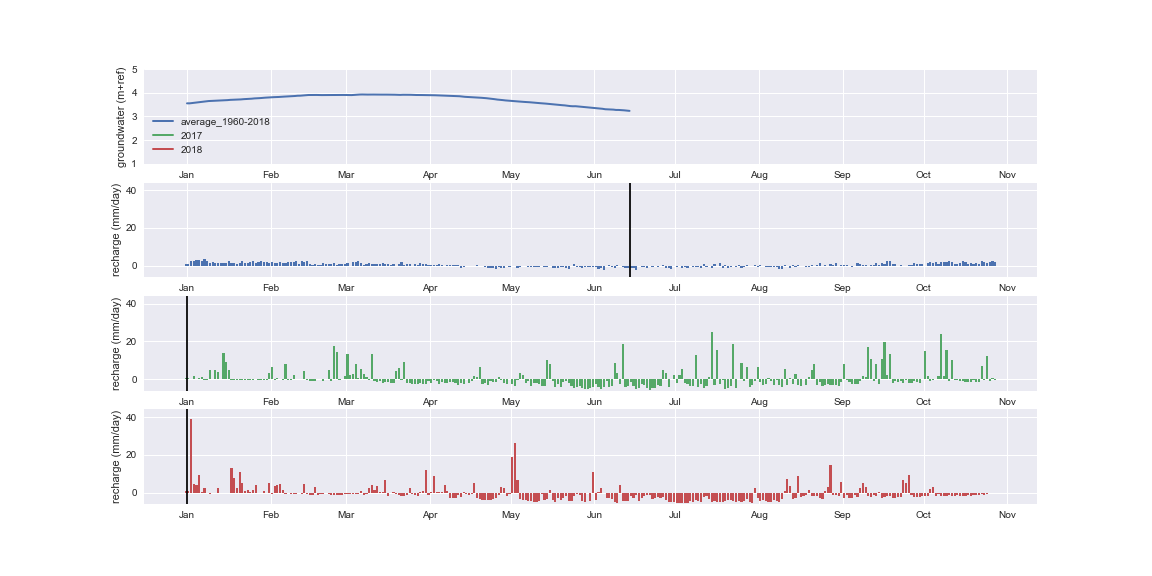 groundwater (m+ref)
5
4
3
2
1
average_1960-2018
2017
2018
Jan Feb Mar Apr May Jun Jul Aug Sep Oct Nov
recharge (mm/day)
40
20
0
Jan Feb Mar Apr May Jun Jul Aug Sep Oct Nov
recharge (mm/day)
40
20
0
Jan Feb Mar Apr May Jun Jul Aug Sep Oct Nov
recharge (mm/day)
40
20
0
Jan Feb Mar Apr May Jun Jul Aug Sep Oct Nov